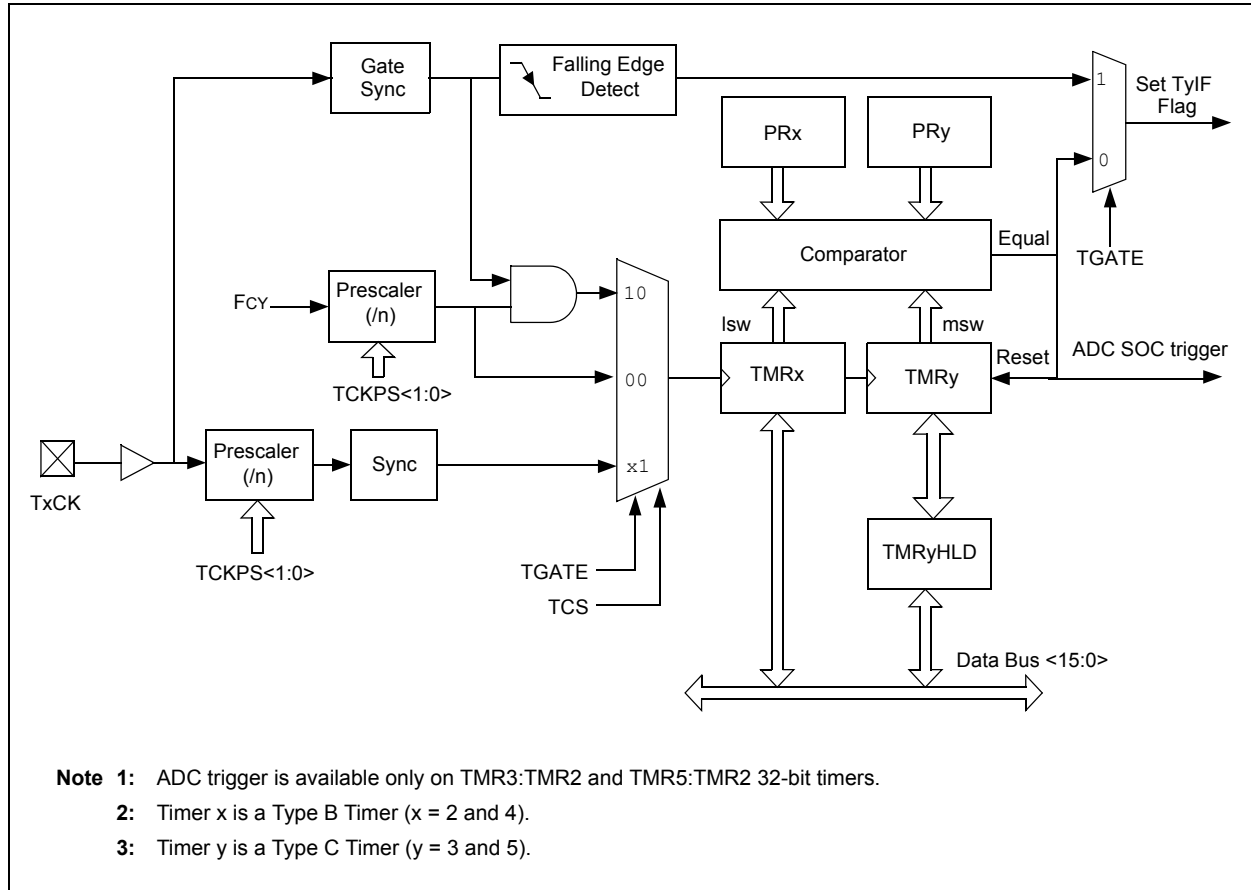 Gate
Sync
Falling Edge
Detect
1
Set TyIF
Flag
PRx
PRy
0
Comparator
Equal
TGATE
10
FCY
Prescaler
(/n)
lsw
msw
00
TMRx
TMRy
Reset
ADC SOC trigger
TCKPS<1:0>
Prescaler
(/n)
Sync
x1
TxCK
TMRyHLD
TGATE
TCKPS<1:0>
TCS
Data Bus <15:0>
Note 1: ADC trigger is available only on TMR3:TMR2 and TMR5:TMR2 32-bit timers.
2: Timer x is a Type B Timer (x = 2 and 4).
3: Timer y is a Type C Timer (y = 3 and 5).